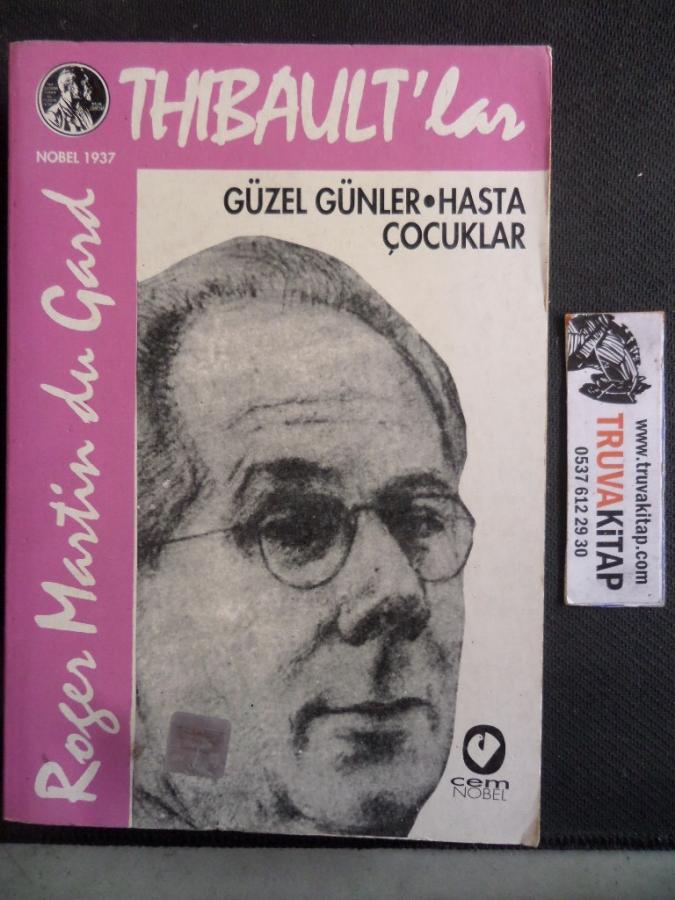 THIBAULT'lar
NOBEL 1937
GÜZEL GÜNLER•HASTA
ÇOCUKLAR
Roger Martin du Gard
cem
NOBEL
www.truvakitap.com
TRUVAKİTAP
0537 612 29 30